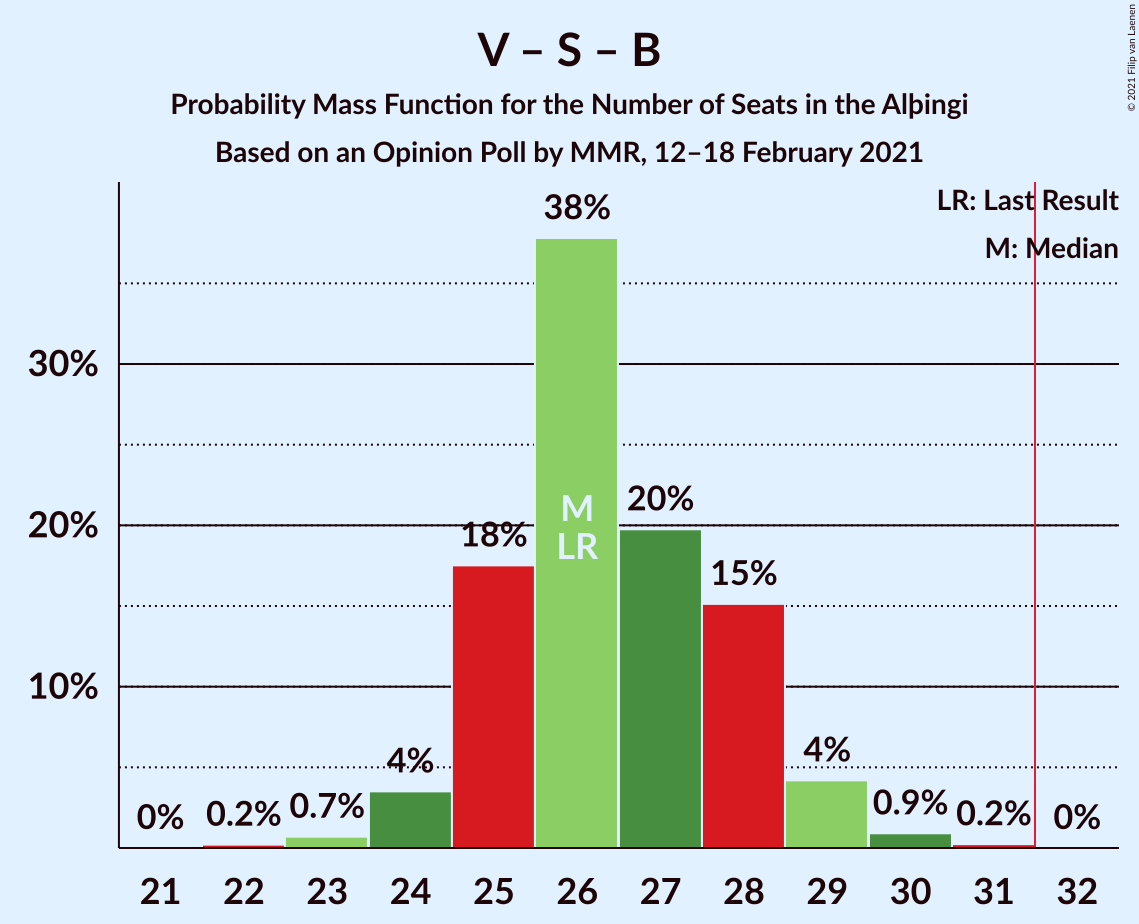 V – S – B
Probability Mass Function for the Number of Seats in the Alþingi
Based on an Opinion Poll by MMR, 12–18 February 2021
© 2021 Filip van Laenen
LR: Last Result
M: Median
38%
30%
M
20%
20%
18%
LR
15%
10%
4%
4%
0%
0.2%
0.7%
0.9%
0.2%
0%
21 22 23 24 25 26 27 28 29 30 31 32